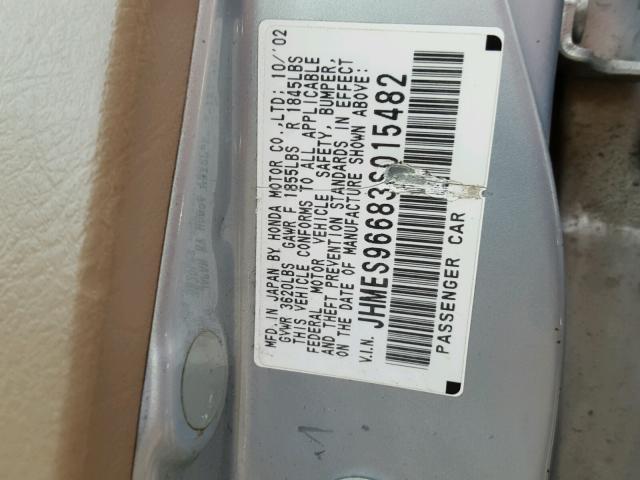 MFD. IN JAPAN BY HONDA MOTOR CO., LTD: 10/'02
GVWR 3620LBS GAWR F 1855LBS R 1845LBS
THIS VEHICLE CONFORMS TO ALL APPLICABLE
FEDERAL MOTOR VEHICLE SAFETY, BUMPER,
AND THEFT PREVENTION STANDARDS IN EFFECT
ON THE DATE OF MANUFACTURE SHOWN ABOVE:
V.I.N. JHMES96683S015482
PASSENGER CAR